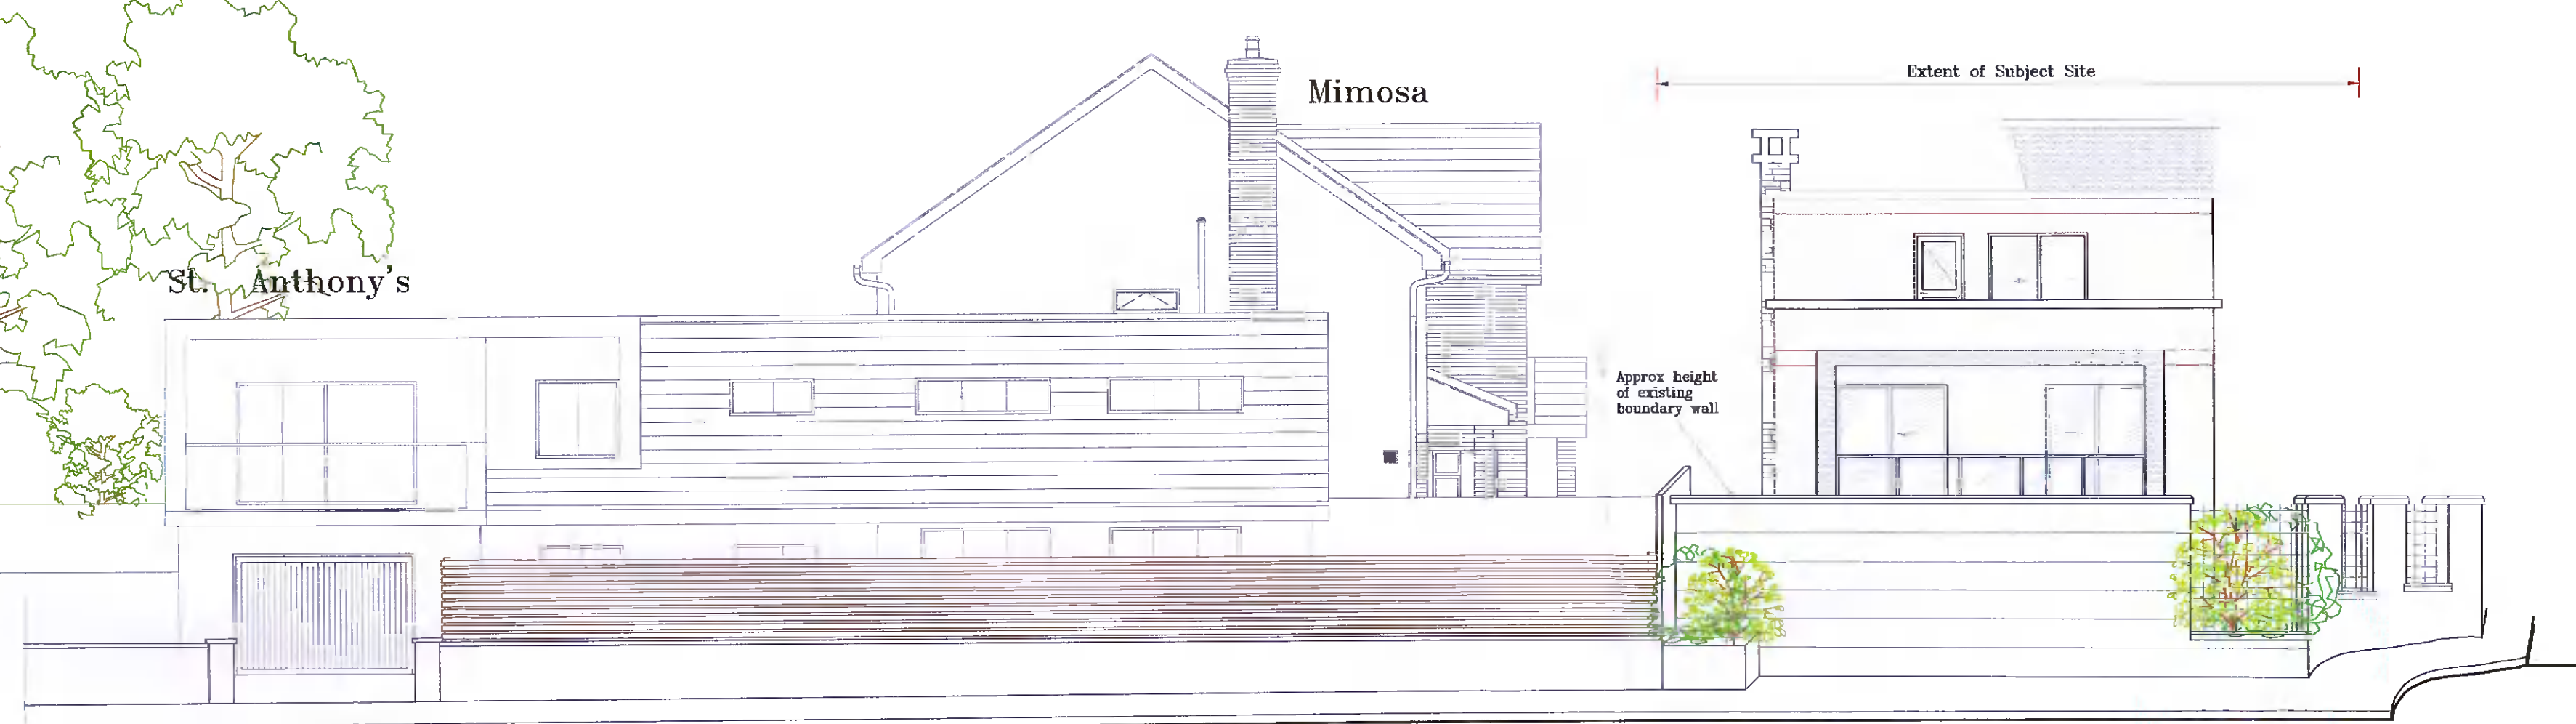 Mimosa
Extent of Subject Site
St. Anthony's
Approx height
of existing
boundary wall